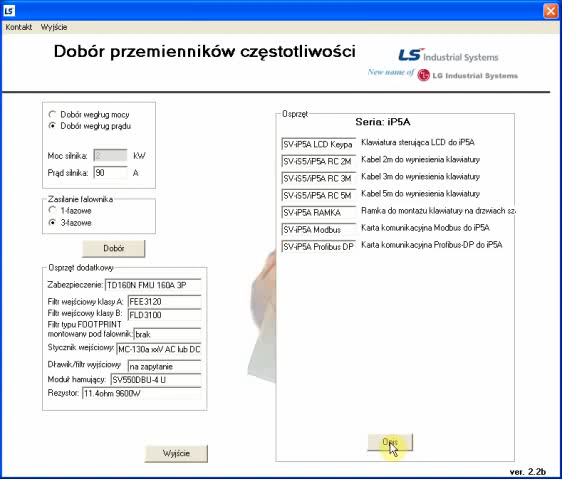 LS
Kontakt Wyjście
Dobór przemienników częstotliwości
LS Industrial Systems
New name of LG Industrial Systems
Dobór według mocy
Dobór według prądu
Moc silnika: 2 kW
Prąd silnika: 90 A
Zasilanie falownika
1-fazowe
3-fazowe
Dobór
Osprzęt dodatkowy
Zabezpieczenie: TD160N FMU 160A 3P
Filtr wejściowy klasy A: FEE3120
Filtr wejściowy klasy B: FLD3100
Filtr typu FOOTPRINT
montowany pod falownik: brak
Stycznik wejściowy: MC-130a xxV AC lub DC
Dławik/filtr wyjściowy na zapytanie
Moduł hamujący: SV550DBU-4 U
Rezystor: 11.4ohm 9600W
Wyjście
Osprzęt
Seria: iP5A
SV-iP5A LCD Keypa Klawiatura sterująca LCD do iP5A
SV-iS5/iP5A RC 2M Kabel 2m do wyniesienia klawiatury
SV-iS5/iP5A RC 3M Kabel 3m do wyniesienia klawiatury
SV-iS5/iP5A RC 5M Kabel 5m do wyniesienia klawiatury
SV-iP5A RAMKA Ramka do montażu klawiatury na drzwiach sza
SV-iP5A Modbus Karta komunikacyjna Modbus do iP5A
SV-iP5A Profibus DP Karta komunikacyjna Profibus-DP do iP5A
Opis
ver. 2.2b